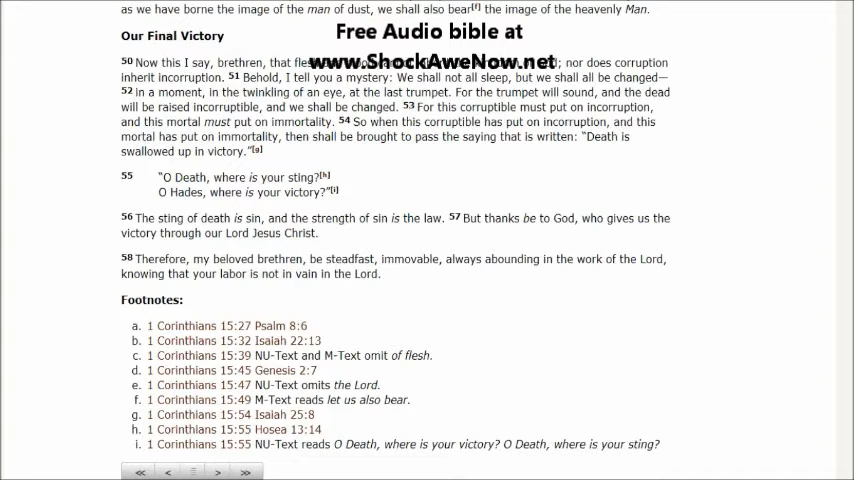 as we have borne the image of the man of dust, we shall also bear[f] the image of the heavenly Man.
Free Audio bible at
Our Final Victory
www.ShockAweNow.net
50 Now this I say, brethren, that ; nor does corruption
inherit incorruption. 51 Behold, I tell you a mystery: We shall not all sleep, but we shall all be changed—
52 in a moment, in the twinkling of an eye, at the last trumpet. For the trumpet will sound, and the dead
will be raised incorruptible, and we shall be changed. 53 For this corruptible must put on incorruption,
and this mortal must put on immortality. 54 So when this corruptible has put on incorruption, and this
mortal has put on immortality, then shall be brought to pass the saying that is written: “Death is
swallowed up in victory.”[g]
55 “O Death, where is your sting?[h]
O Hades, where is your victory?”[i]
56 The sting of death is sin, and the strength of sin is the law. 57 But thanks be to God, who gives us the
victory through our Lord Jesus Christ.
58 Therefore, my beloved brethren, be steadfast, immovable, always abounding in the work of the Lord,
knowing that your labor is not in vain in the Lord.
Footnotes:
a. 1 Corinthians 15:27 Psalm 8:6
b. 1 Corinthians 15:32 Isaiah 22:13
c. 1 Corinthians 15:39 NU-Text and M-Text omit of flesh.
d. 1 Corinthians 15:45 Genesis 2:7
e. 1 Corinthians 15:47 NU-Text omits the Lord.
f. 1 Corinthians 15:49 M-Text reads let us also bear.
g. 1 Corinthians 15:54 Isaiah 25:8
h. 1 Corinthians 15:55 Hosea 13:14
i. 1 Corinthians 15:55 NU-Text reads O Death, where is your victory? O Death, where is your sting?